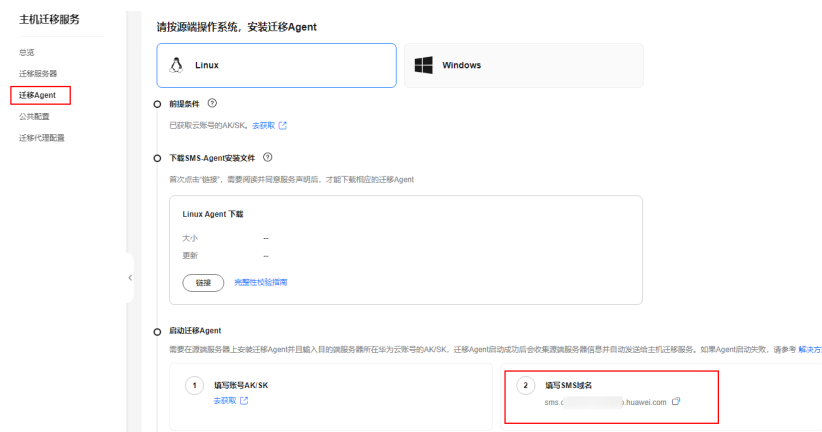 主机迁移服务
总览
迁移服务器
迁移Agent
公共配置
迁移代理配置
请按源端操作系统，安装迁移Agent
Linux
Windows
前提条件
已获取云账号的AK/SK。去获取
下载SMS-Agent安装文件
首次点击“链接”，需要阅读并同意服务声明后，才能下载相应的迁移Agent
Linux Agent 下载
大小 --
更新 --
链接 完整性校验指南
启动迁移Agent
需要在源端服务器上安装迁移Agent并且输入目的端服务器所在华为云账号的AK/SK，迁移Agent启动成功后会收集源端服务器信息并自动发送给主机迁移服务。如果Agent启动失败，请参考 解决方
1 填写账号AK/SK
去获取
2 填写SMS域名
sms. .huawei.com